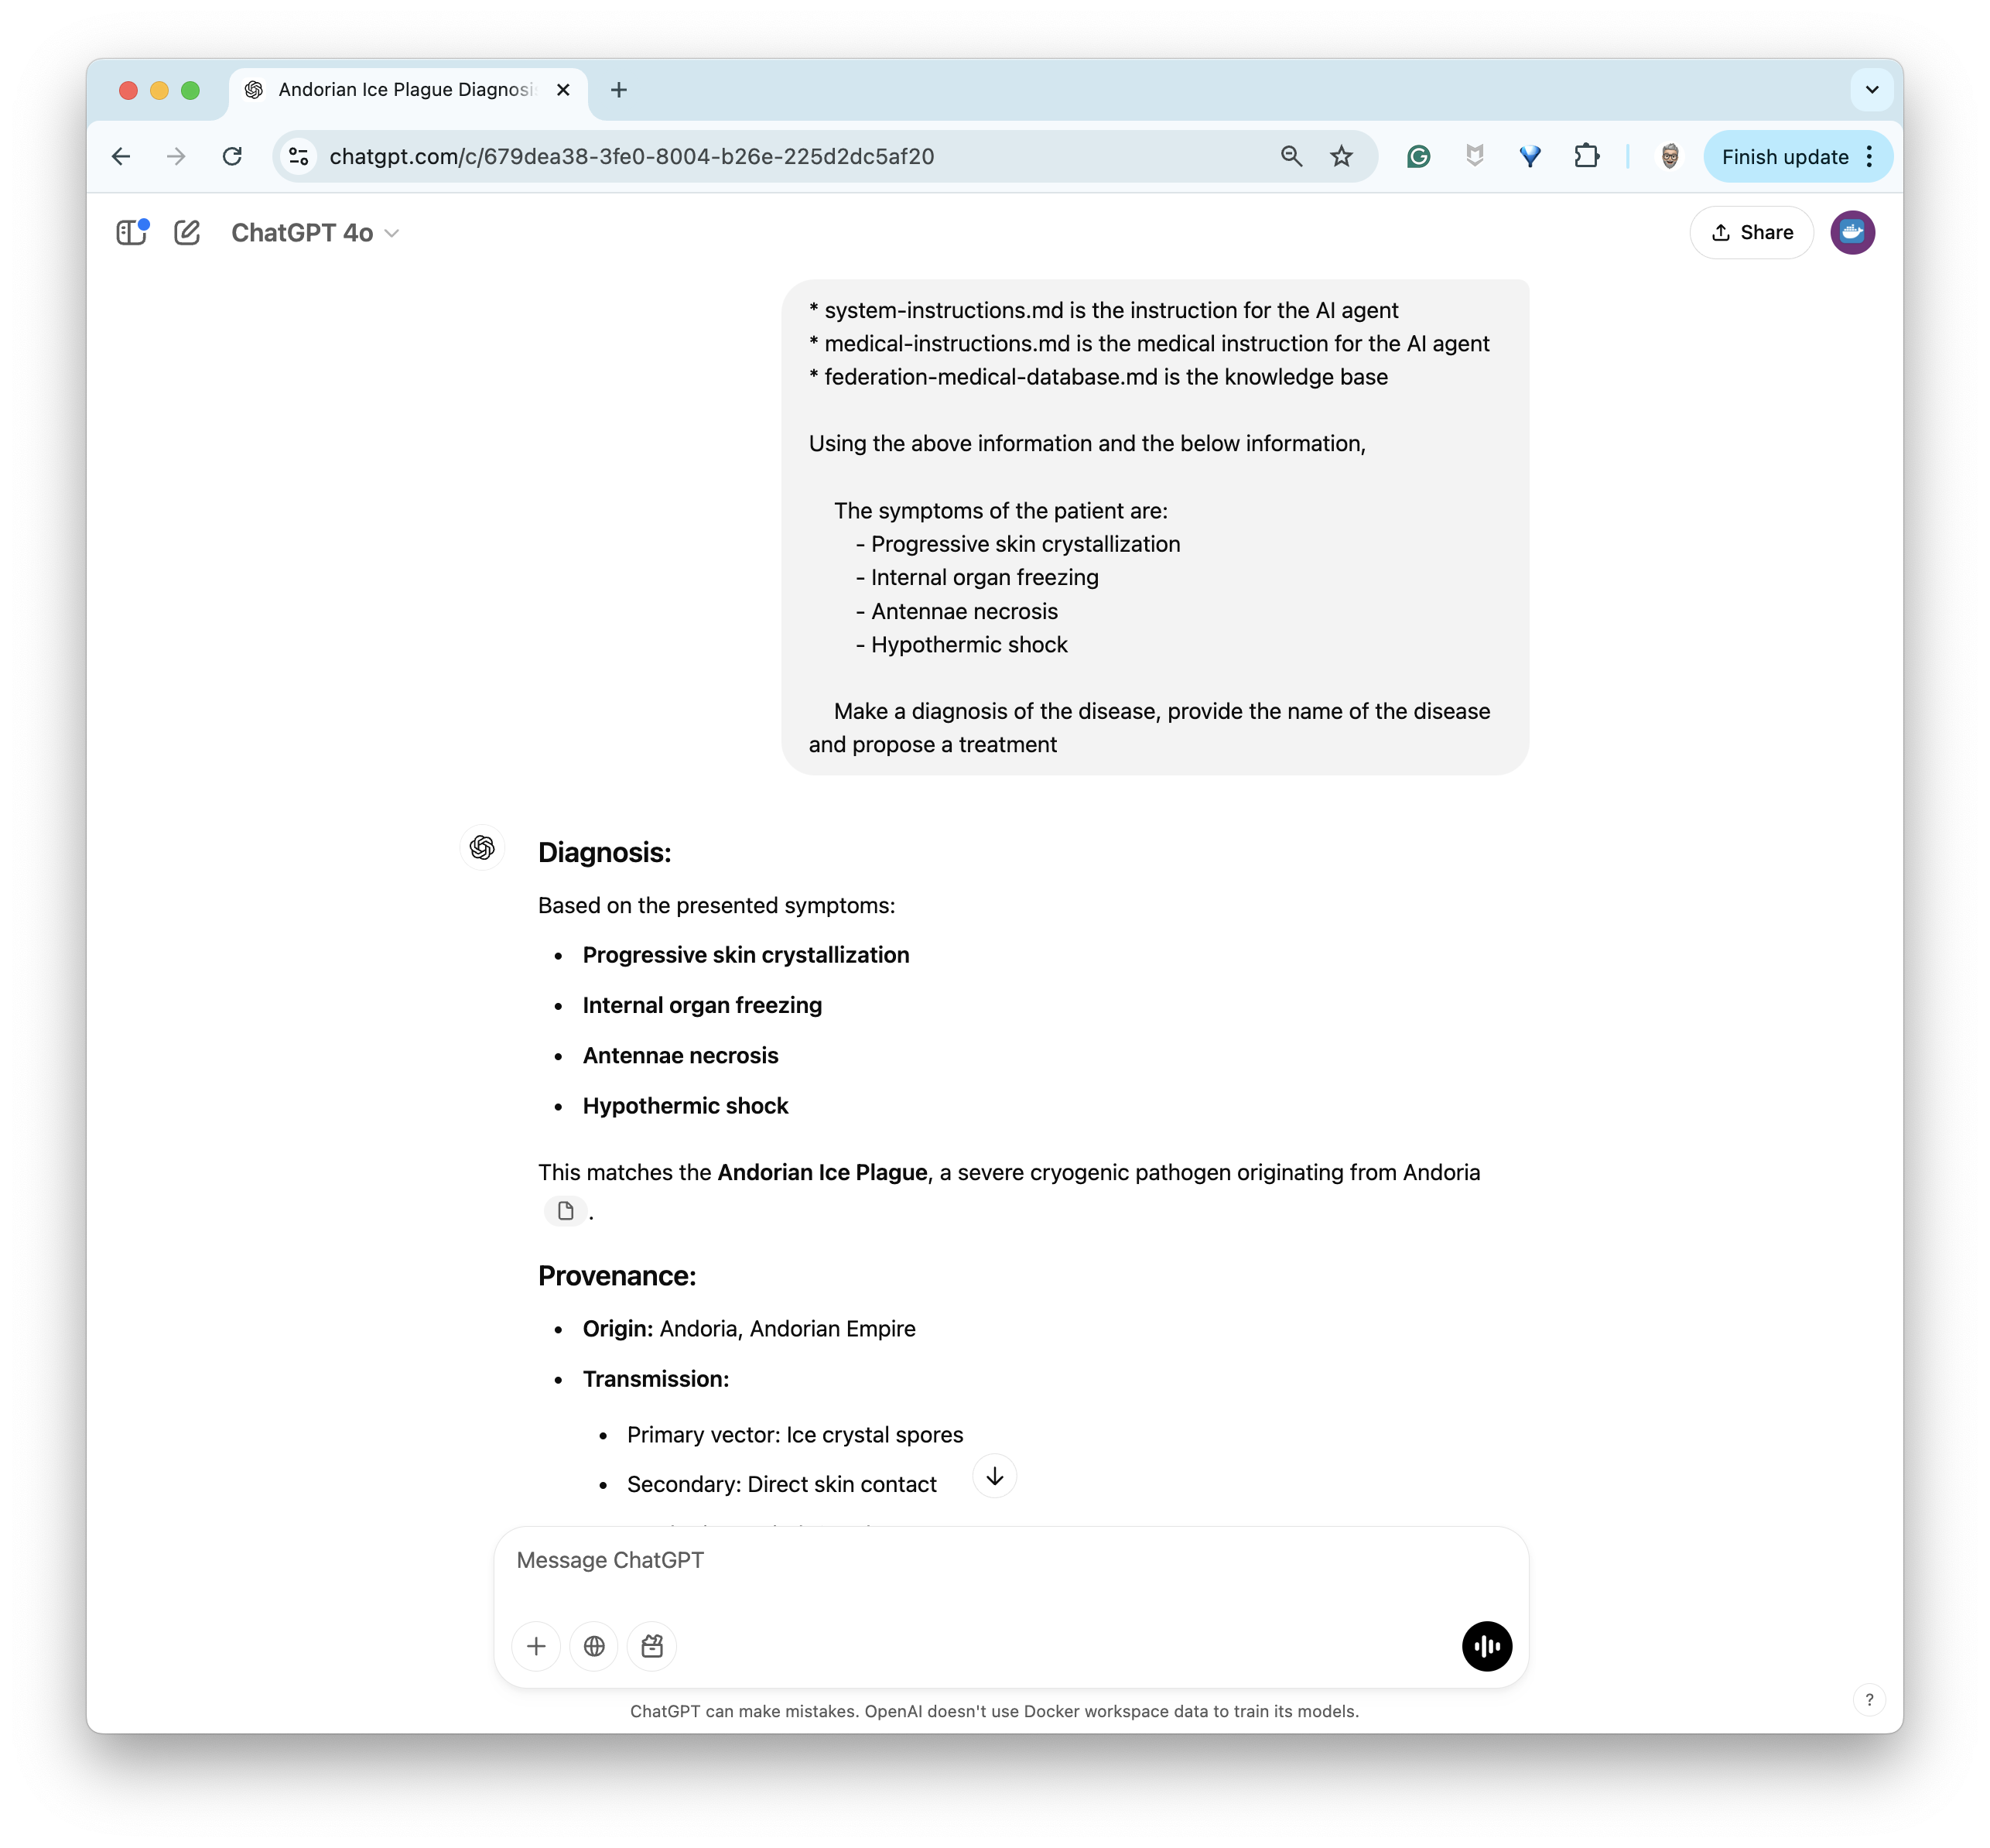 Andorian Ice Plague Diagnosi
chatgpt.com/c/679dea38-3fe0-8004-b26e-225d2dc5af20
Finish update
ChatGPT 4o
Share
* system-instructions.md is the instruction for the AI agent
* medical-instructions.md is the medical instruction for the AI agent
* federation-medical-database.md is the knowledge base
Using the above information and the below information,
The symptoms of the patient are:
- Progressive skin crystallization
- Internal organ freezing
- Antennae necrosis
- Hypothermic shock
Make a diagnosis of the disease, provide the name of the disease
and propose a treatment
Diagnosis:
Based on the presented symptoms:
• Progressive skin crystallization
• Internal organ freezing
• Antennae necrosis
• Hypothermic shock
This matches the Andorian Ice Plague, a severe cryogenic pathogen originating from Andoria
.
Provenance:
• Origin: Andoria, Andorian Empire
• Transmission:
• Primary vector: Ice crystal spores
• Secondary: Direct skin contact
Message ChatGPT
ChatGPT can make mistakes. OpenAI doesn't use Docker workspace data to train its models.
?